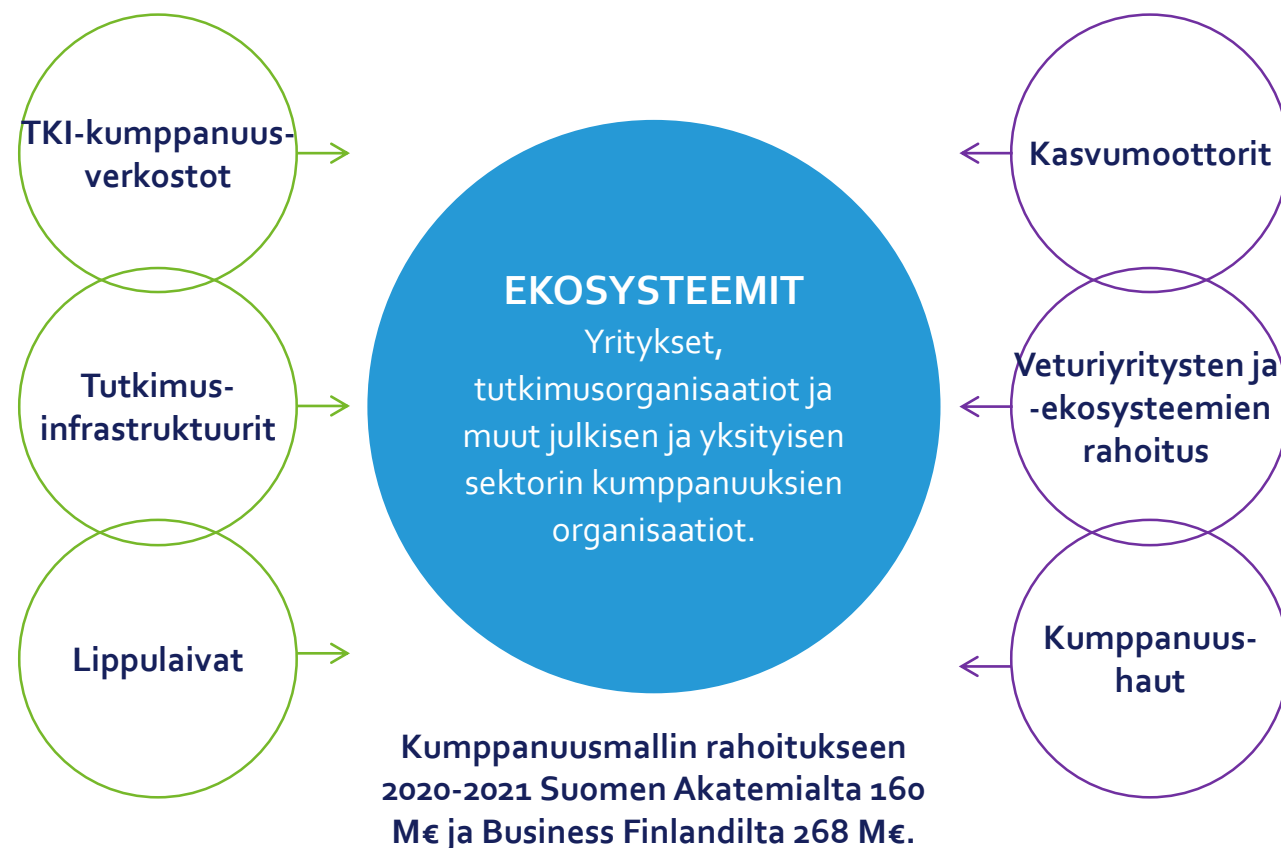 TKI-kumppanuus-
verkostot
Tutkimus-
infrastruktuurit
Lippulaivat
EKOSYSTEEMIT
Yritykset,
tutkimusorganisaatiot ja
muut julkisen ja yksityisen
sektorin kumppanuuksien
organisaatiot.
Kumppanuusmallin rahoitukseen
2020-2021 Suomen Akatemialta 160
M€ ja Business Finlandilta 268 M€.
Kasvumoottorit
Veturiyritysten ja
-ekosysteemien
rahoitus
Kumppanuus-
haut